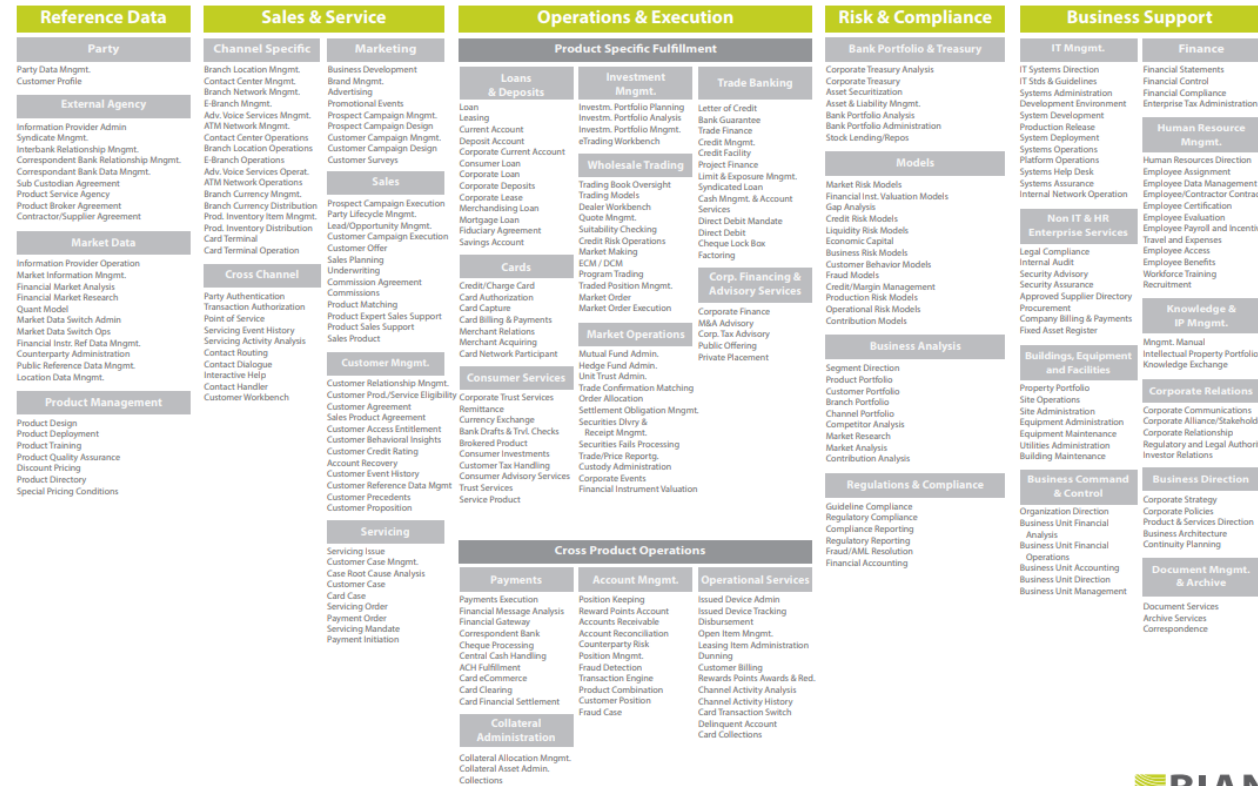 Reference Data
Party
Party Data Mngmt.
Customer Profile
External Agency
Information Provider Admin
Syndicate Mngmt.
Interbank Relationship Mngmt.
Correspondent Bank Relationship Mngmt.
Correspondant Bank Data Mngmt.
Sub Custodian Agreement
Product Service Agency
Product Broker Agreement
Contractor/Supplier Agreement
Market Data
Information Provider Operation
Market Information Mngmt.
Financial Market Analysis
Financial Market Research
Quant Model
Market Data Switch Admin
Market Data Switch Ops
Financial Instr. Ref Data Mngmt.
Counterparty Administration
Public Reference Data Mngmt.
Location Data Mngmt.
Product Management
Product Design
Product Deployment
Product Training
Product Quality Assurance
Discount Pricing
Product Directory
Special Pricing Conditions
Sales & Service
Channel Specific
Branch Location Mngmt.
Contact Center Mngmt.
Branch Network Mngmt.
E-Branch Mngmt.
Adv. Voice Services Mngmt.
ATM Network Mngmt.
Contact Center Operations
Branch Location Operations
E-Branch Operations
Adv. Voice Services Operat.
ATM Network Operations
Branch Currency Mngmt.
Branch Currency Distribution
Prod. Inventory Item Mngmt.
Prod. Inventory Distribution
Card Terminal
Card Terminal Operation
Cross Channel
Party Authentication
Transaction Authorization
Point of Service
Servicing Event History
Servicing Activity Analysis
Contact Routing
Contact Dialogue
Interactive Help
Contact Handler
Customer Workbench
Marketing
Business Development
Brand Mngmt.
Advertising
Promotional Events
Prospect Campaign Mngmt.
Prospect Campaign Design
Customer Campaign Mngmt.
Customer Campaign Design
Customer Surveys
Sales
Prospect Campaign Execution
Party Lifecycle Mngmt.
Lead/Opportunity Mngmt.
Customer Campaign Execution
Customer Offer
Sales Planning
Underwriting
Commission Agreement
Commissions
Product Matching
Product Expert Sales Support
Product Sales Support
Sales Product
Customer Mngmt.
Customer Relationship Mngmt.
Customer Prod./Service Eligibility
Customer Agreement
Sales Product Agreement
Customer Access Entitlement
Customer Behavioral Insights
Customer Credit Rating
Account Recovery
Customer Event History
Customer Reference Data Mgmt
Customer Precedents
Customer Proposition
Servicing
Servicing Issue
Customer Case Mngmt.
Case Root Cause Analysis
Customer Case
Card Case
Servicing Order
Payment Order
Servicing Mandate
Payment Initiation
Operations & Execution
Product Specific Fulfillment
Loans
& Deposits
Loan
Leasing
Current Account
Deposit Account
Corporate Current Account
Consumer Loan
Corporate Loan
Corporate Deposits
Corporate Lease
Merchandising Loan
Mortgage Loan
Fiduciary Agreement
Savings Account
Cards
Credit/Charge Card
Card Authorization
Card Capture
Card Billing & Payments
Merchant Relations
Merchant Acquiring
Card Network Participant
Consumer Services
Corporate Trust Services
Remittance
Currency Exchange
Bank Drafts & Trvl. Checks
Brokered Product
Consumer Investments
Customer Tax Handling
Consumer Advisory Services
Trust Services
Service Product
Investment
Mngmt.
Investm. Portfolio Planning
Investm. Portfolio Analysis
Investm. Portfolio Mngmt.
eTrading Workbench
Wholesale Trading
Trading Book Oversight
Trading Models
Dealer Workbench
Quote Mngmt.
Suitability Checking
Credit Risk Operations
Market Making
ECM / DCM
Program Trading
Traded Position Mngmt.
Market Order
Market Order Execution
Market Operations
Mutual Fund Admin.
Hedge Fund Admin.
Unit Trust Admin.
Trade Confirmation Matching
Order Allocation
Settlement Obligation Mngmt.
Securities Dlvry &
Receipt Mngmt.
Securities Fails Processing
Trade/Price Reportg.
Custody Administration
Corporate Events
Financial Instrument Valuation
Trade Banking
Letter of Credit
Bank Guarantee
Trade Finance
Credit Mngmt.
Credit Facility
Project Finance
Limit & Exposure Mngmt.
Syndicated Loan
Cash Mngmt. & Account
Services
Direct Debit Mandate
Direct Debit
Cheque Lock Box
Factoring
Corp. Financing &
Advisory Services
Corporate Finance
M&A Advisory
Corp. Tax Advisory
Public Offering
Private Placement
Cross Product Operations
Payments
Payments Execution
Financial Message Analysis
Financial Gateway
Correspondent Bank
Cheque Processing
Central Cash Handling
ACH Fulfillment
Card eCommerce
Card Clearing
Card Financial Settlement
Collateral
Administration
Collateral Allocation Mngmt.
Collateral Asset Admin.
Collections
Account Mngmt.
Position Keeping
Reward Points Account
Accounts Receivable
Account Reconciliation
Counterparty Risk
Position Mngmt.
Fraud Detection
Transaction Engine
Product Combination
Customer Position
Fraud Case
Operational Services
Issued Device Admin
Issued Device Tracking
Disbursement
Open Item Mngmt.
Leasing Item Administration
Dunning
Customer Billing
Rewards Points Awards & Red.
Channel Activity Analysis
Channel Activity History
Card Transaction Switch
Delinquent Account
Card Collections
Risk & Compliance
Bank Portfolio & Treasury
Corporate Treasury Analysis
Corporate Treasury
Asset Securitization
Asset & Liability Mngmt.
Bank Portfolio Analysis
Bank Portfolio Administration
Stock Lending/Repos
Models
Market Risk Models
Financial Inst. Valuation Models
Gap Analysis
Credit Risk Models
Liquidity Risk Models
Economic Capital
Business Risk Models
Customer Behavior Models
Fraud Models
Credit/Margin Management
Production Risk Models
Operational Risk Models
Contribution Models
Business Analysis
Segment Direction
Product Portfolio
Customer Portfolio
Branch Portfolio
Channel Portfolio
Competitor Analysis
Market Research
Market Analysis
Contribution Analysis
Regulations & Compliance
Guideline Compliance
Regulatory Compliance
Compliance Reporting
Regulatory Reporting
Fraud/AML Resolution
Financial Accounting
Business Support
IT Mngmt.
IT Systems Direction
IT Stds & Guidelines
Systems Administration
Development Environment
System Development
Production Release
System Deployment
Systems Operations
Platform Operations
Systems Help Desk
Systems Assurance
Internal Network Operation
Non IT & HR
Enterprise Services
Legal Compliance
Internal Audit
Security Advisory
Security Assurance
Approved Supplier Directory
Procurement
Company Billing & Payments
Fixed Asset Register
Buildings, Equipment
and Facilities
Property Portfolio
Site Operations
Site Administration
Equipment Administration
Equipment Maintenance
Utilities Administration
Building Maintenance
Business Command
& Control
Organization Direction
Business Unit Financial
Analysis
Business Unit Financial
Operations
Business Unit Accounting
Business Unit Direction
Business Unit Management
Finance
Financial Statements
Financial Control
Financial Compliance
Enterprise Tax Administration
Human Resource
Mngmt.
Human Resources Direction
Employee Assignment
Employee Data Management
Employee/Contractor Contrac
Employee Certification
Employee Evaluation
Employee Payroll and Incenti
Travel and Expenses
Employee Access
Employee Benefits
Workforce Training
Recruitment
Knowledge &
IP Mngmt.
Mngmt. Manual
Intellectual Property Portfolio
Knowledge Exchange
Corporate Relations
Corporate Communications
Corporate Alliance/Stakehold
Corporate Relationship
Regulatory and Legal Authori
Investor Relations
Business Direction
Corporate Strategy
Corporate Policies
Product & Services Direction
Business Architecture
Continuity Planning
Document Mngmt.
& Archive
Document Services
Archive Services
Correspondence
BIAN